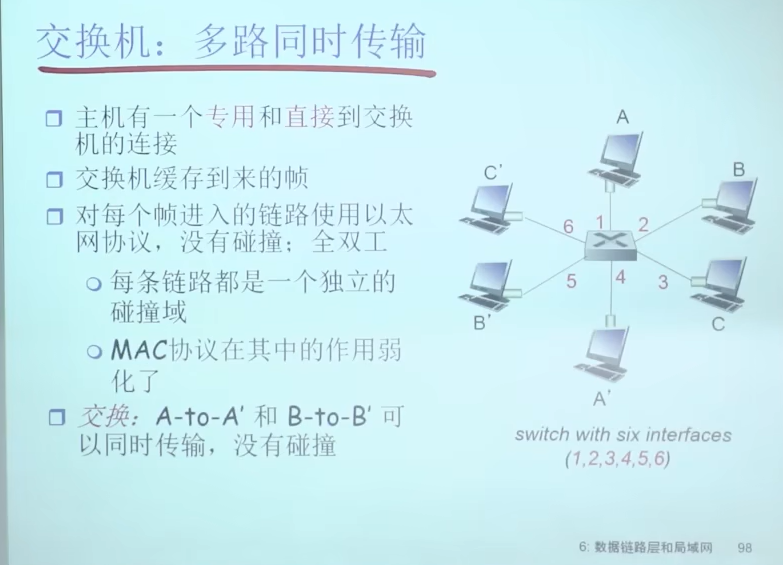 交换机：多路同时传输
主机有一个专用和直接到交换
机的连接
交换机缓存到来的帧
对每个帧进入的链路使用以太
网协议，没有碰撞；全双工
每条链路都是一个独立的
碰撞域
MAC协议在其中的作用弱
化了
交换：A-to-A' 和 B-to-B' 可
以同时传输，没有碰撞
A
C'
B
6
1
2
5
4
3
B'
C
A'
switch with six interfaces
(1,2,3,4,5,6)
6: 数据链路层和局域网 98